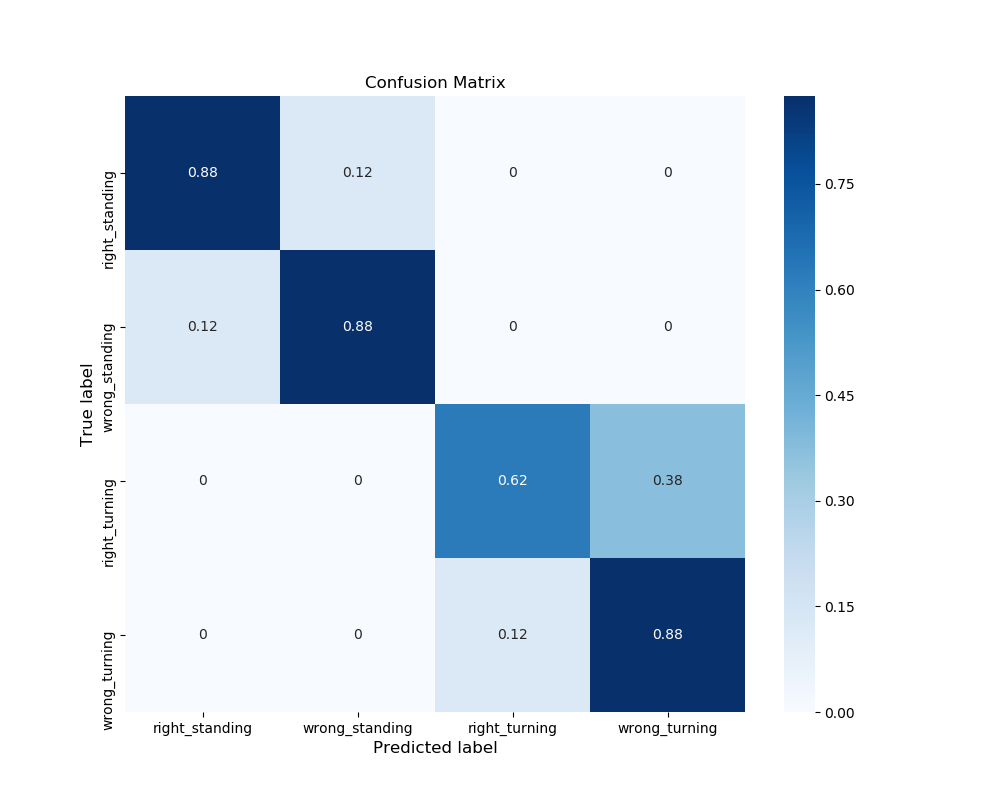 Confusion Matrix
right_standing 0.88 0.12 0 0
wrong_standing 0.12 0.88 0 0
right_turning 0 0 0.62 0.38
wrong_turning 0 0 0.12 0.88
right_standing wrong_standing right_turning wrong_turning
True label
Predicted label
0.75
0.60
0.45
0.30
0.15
0.00